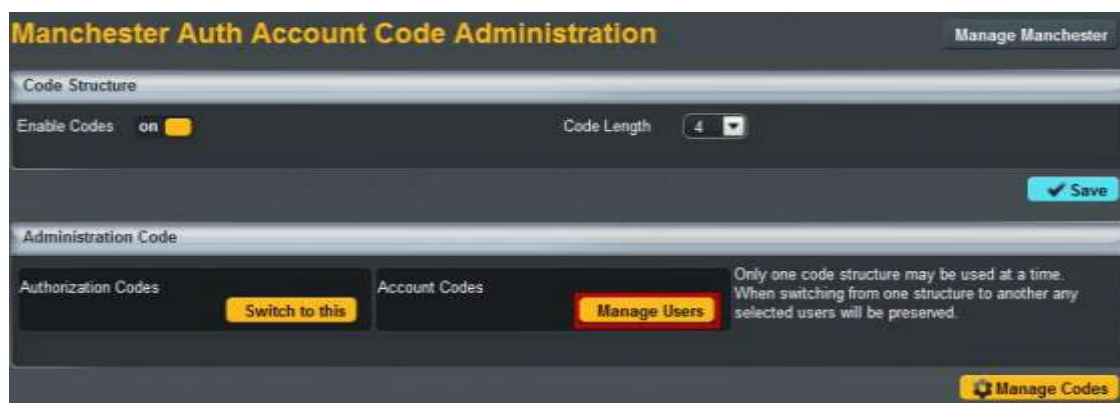 Manchester Auth Account Code Administration
Manage Manchester
Code Structure
Enable Codes on
Code Length 4
Save
Administration Code
Authorization Codes
Switch to this
Account Codes
Manage Users
Only one code structure may be used at a time.
When switching from one structure to another any
selected users will be preserved.
Manage Codes